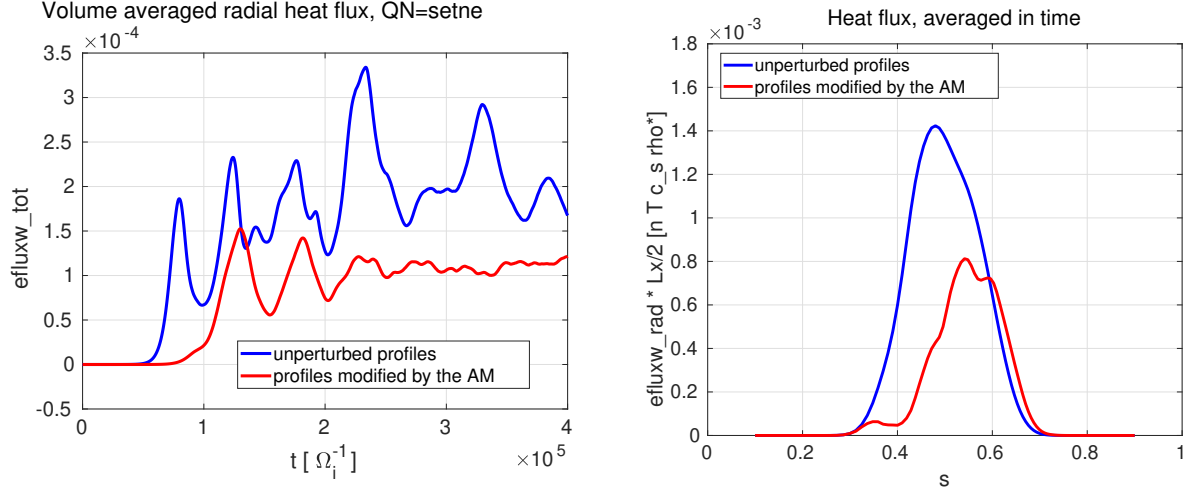 Volume averaged radial heat flux, QN=setne
×10-4
3.5
3
2.5
2
1.5
1
0.5
0
-0.5
efluxw_tot
unperturbed profiles
profiles modified by the AM
0 1 2 3 4
t [ Ωi-1]
×105
Heat flux, averaged in time
×10-3
1.8
1.6
1.4
1.2
1
0.8
0.6
0.4
0.2
0
efluxw_rad * Lx/2 [n T c_s rho*]
unperturbed profiles
profiles modified by the AM
0 0.2 0.4 0.6 0.8 1
s